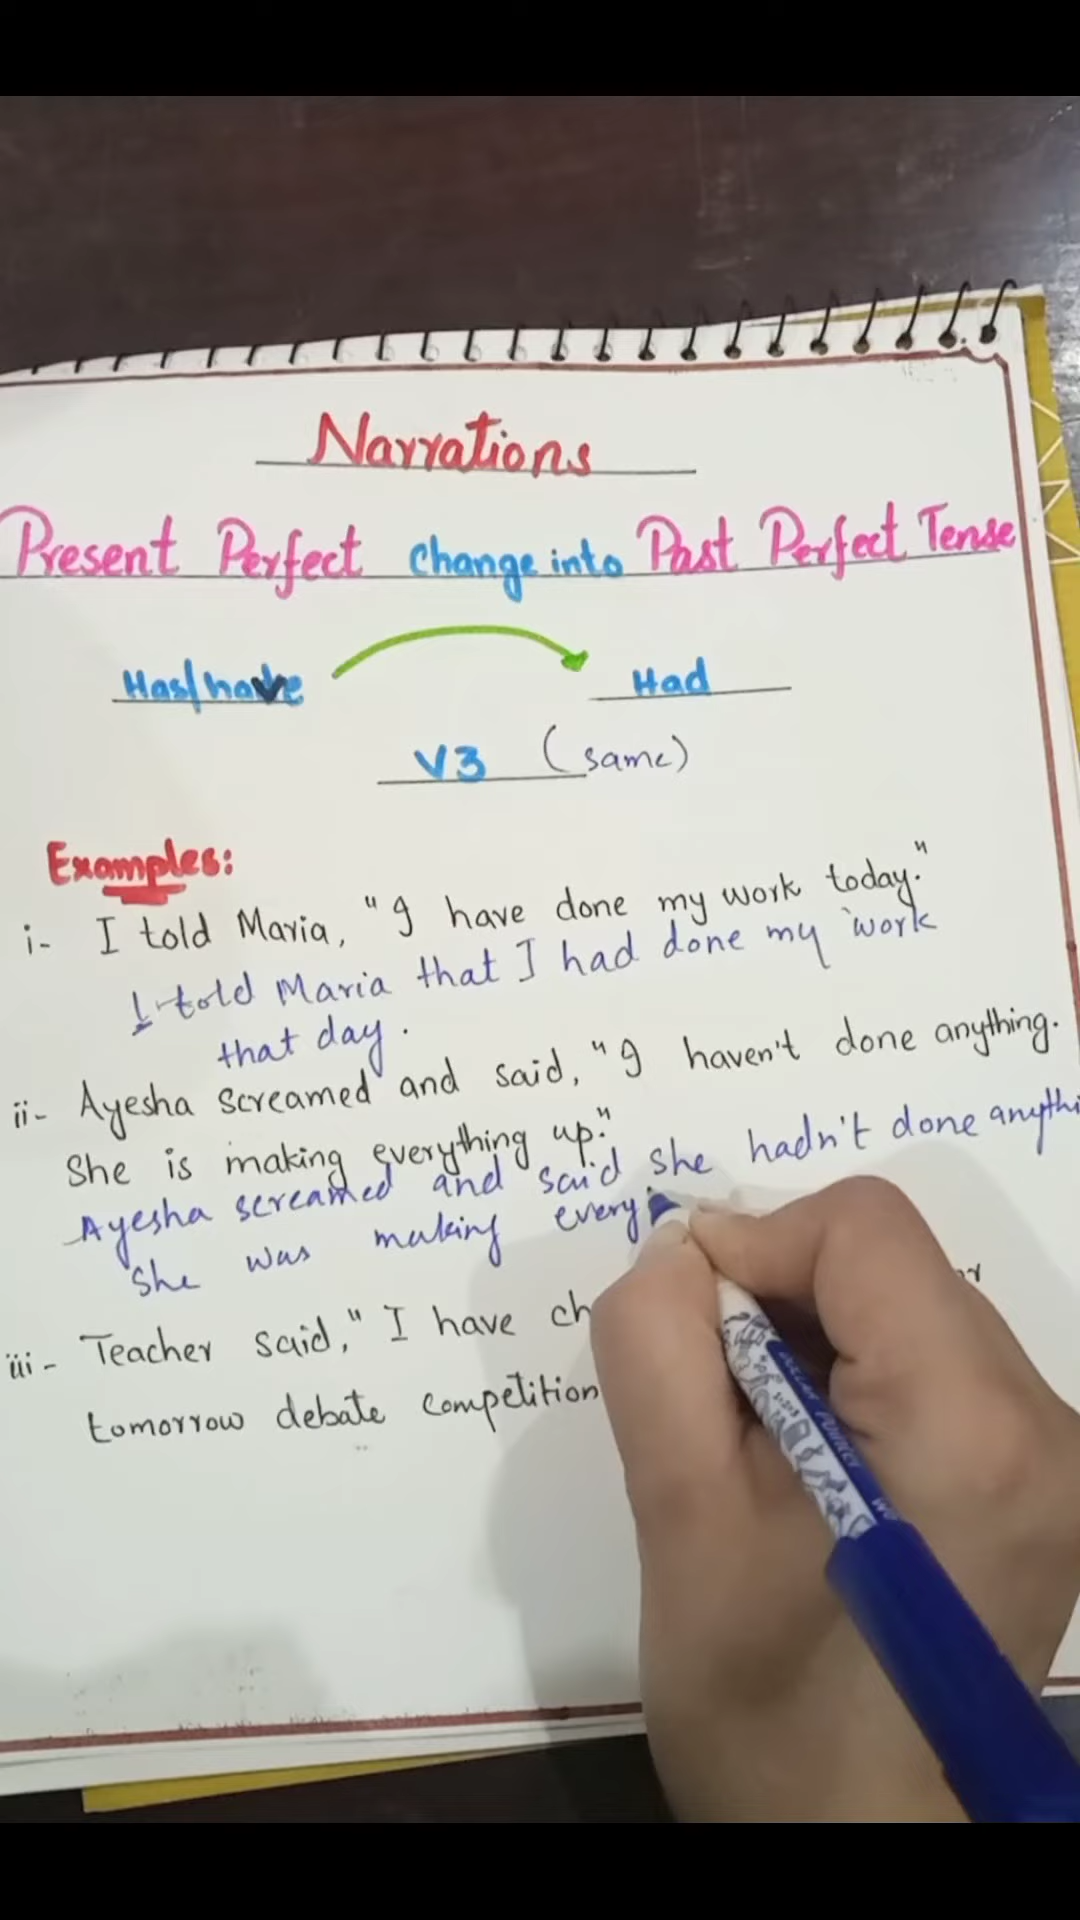 Narrations
Present Perfect change into Past Perfect Tense
Has/have Had
V3 (same)
Examples:
i- I told Maria, "I have done my work today."
I told Maria that I had done my work
that day.
ii- Ayesha screamed and said, "I haven't done anything.
She is making everything up."
Ayesha screamed and said she hadn't done anythi
She was making every
iii- Teacher said, "I have ch
tomorrow debate competition
DOLLAR